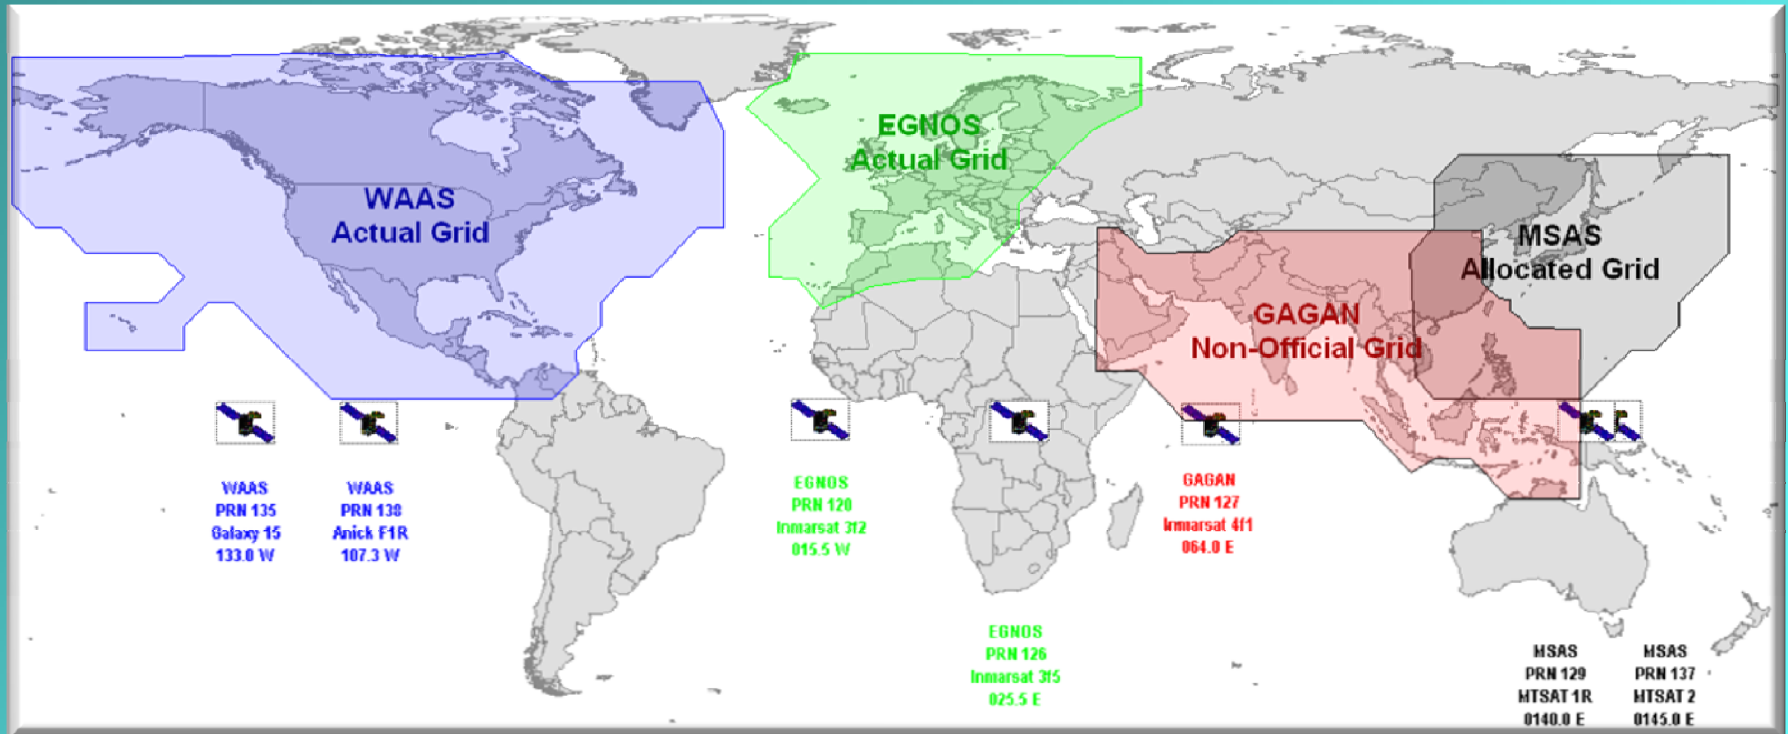 EGNOS
Actual Grid
WAAS
Actual Grid
MSAS
Allocated Grid
GAGAN
Non-Official Grid
WAAS
PRN 135
Galaxy 15
133.0 W
WAAS
PRN 138
Anick F1R
107.3 W
EGNOS
PRN 120
Inmarsat 3f2
015.5 W
GAGAN
PRN 127
Inmarsat 4f1
064.0 E
EGNOS
PRN 126
Inmarsat 3f5
025.5 E
MSAS
PRN 129
MTSAT 1R
0140.0 E
MSAS
PRN 137
MTSAT 2
0145.0 E